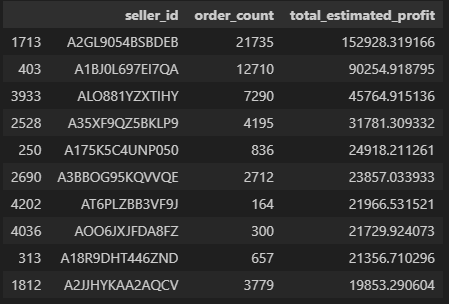 seller_id order_count total_estimated_profit
1713 A2GL9054BSBDEB 21735 152928.319166
403 A1BJ0L697EI7QA 12710 90254.918795
3933 ALO881YZXTIHY 7290 45764.915136
2528 A35XF9QZ5BKLP9 4195 31781.309332
250 A175K5C4UNP050 836 24918.211261
2690 A3BBOG95KQVVQE 2712 23857.033933
4202 AT6PLZBB3VF9J 164 21966.531521
4036 AOO6JXJFDA8FZ 300 21729.924073
313 A18R9DHT446ZND 657 21356.710296
1812 A2JJHYKAA2AQCV 3779 19853.290604